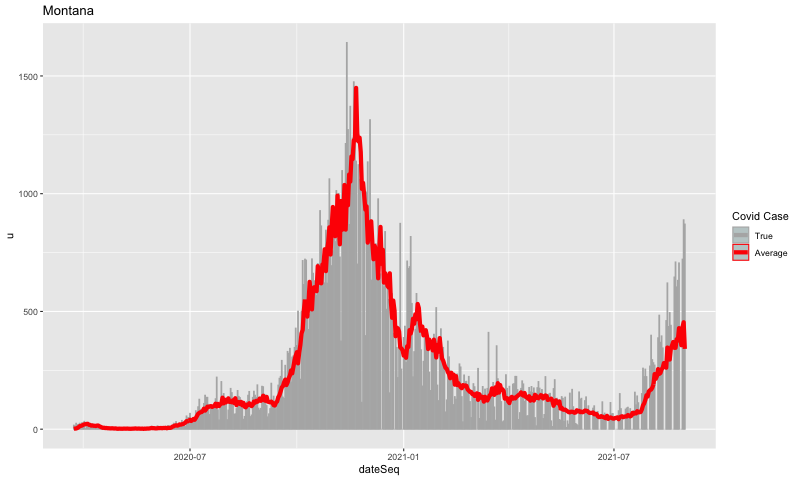 Montana
1500
1000
500
0
u
2020-07
2021-01
2021-07
dateSeq
Covid Case
True
Average